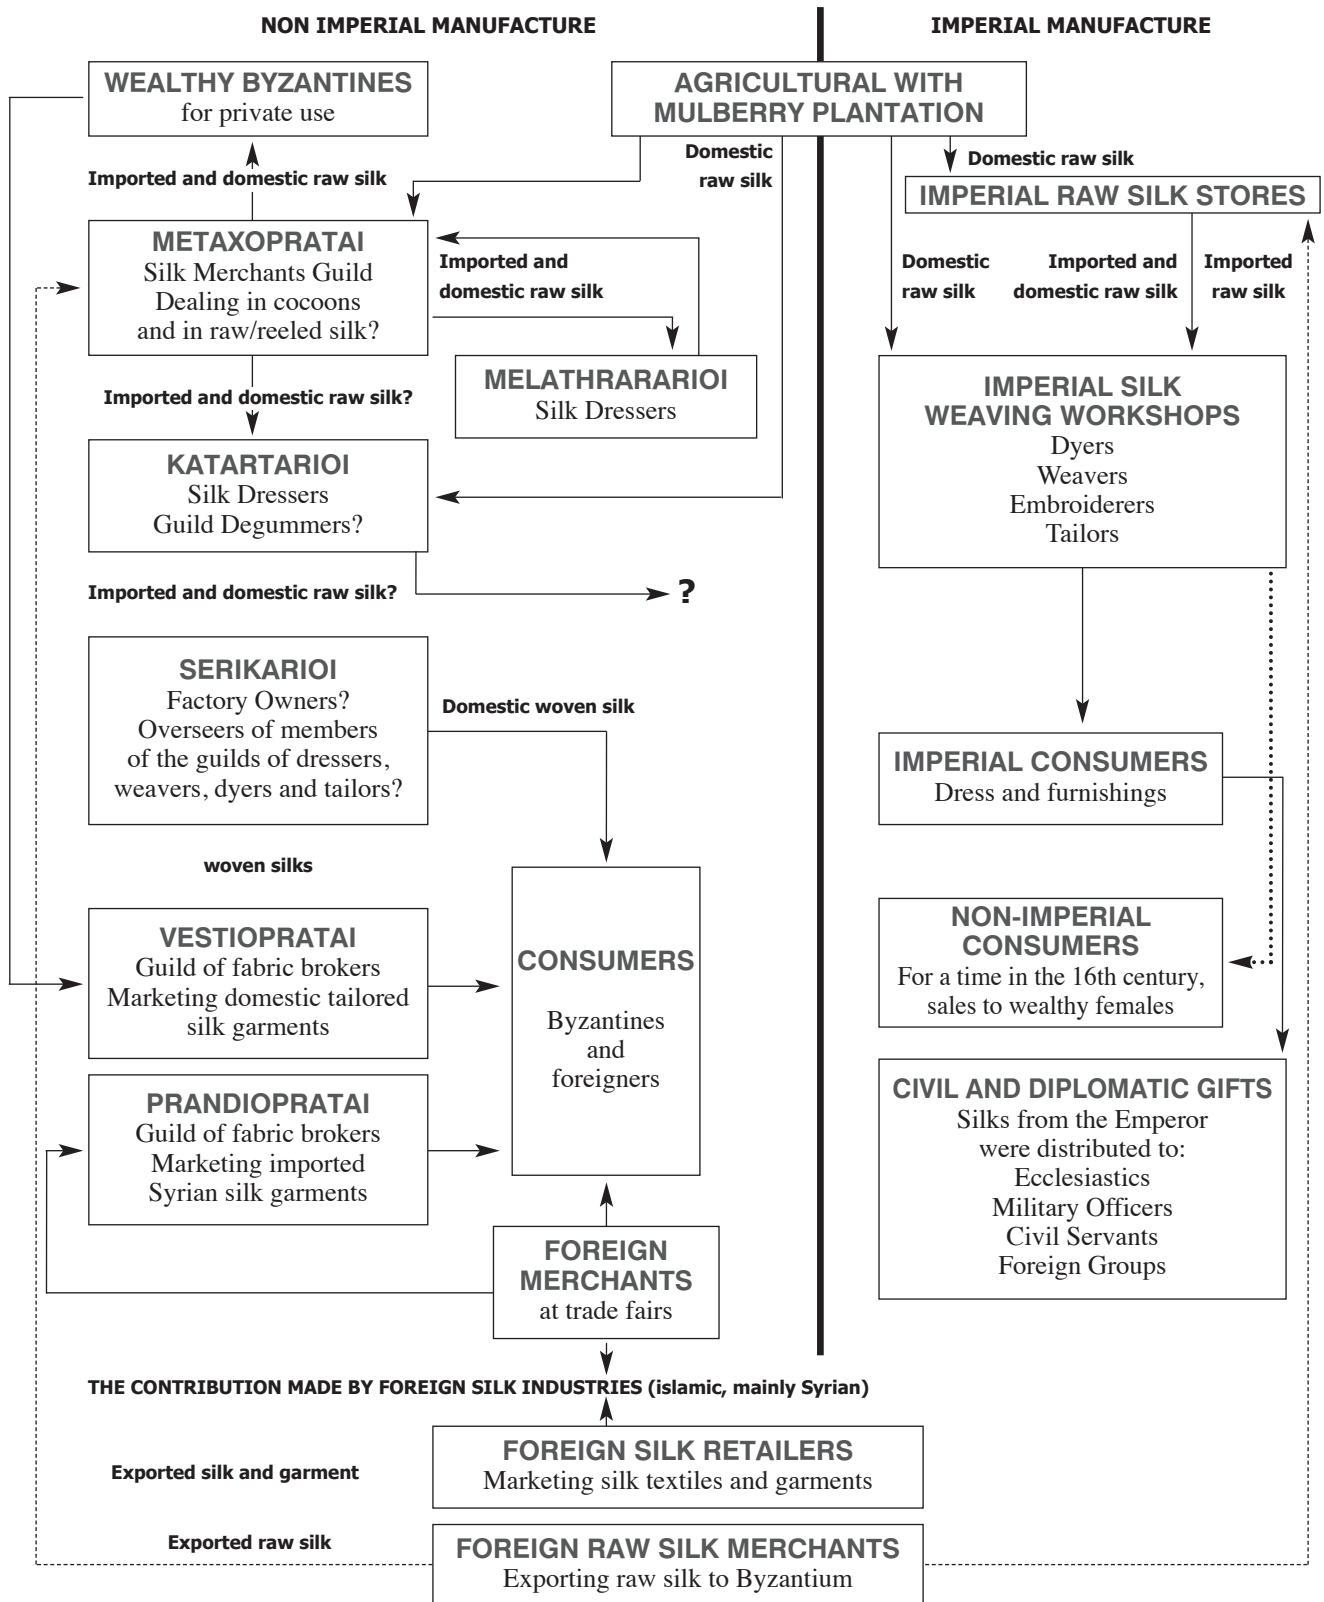 NON IMPERIAL MANUFACTURE
IMPERIAL MANUFACTURE
WEALTHY BYZANTINES
for private use
AGRICULTURAL WITH
MULBERRY PLANTATION
Imported and domestic raw silk
Domestic
raw silk
Domestic raw silk
IMPERIAL RAW SILK STORES
METAXOPRATAI
Silk Merchants Guild
Dealing in cocoons
and in raw/reeled silk?
Imported and
domestic raw silk
Domestic
raw silk
Imported and
domestic raw silk
Imported
raw silk
MELATHRARARIOI
Silk Dressers
IMPERIAL SILK
WEAVING WORKSHOPS
Dyers
Weavers
Embroiderers
Tailors
Imported and domestic raw silk?
KATARTARIOI
Silk Dressers
Guild Degummers?
Imported and domestic raw silk?
?
SERIKARIOI
Factory Owners?
Overseers of members
of the guilds of dressers,
weavers, dyers and tailors?
Domestic woven silk
IMPERIAL CONSUMERS
Dress and furnishings
woven silks
VESTIOPRATAI
Guild of fabric brokers
Marketing domestic tailored
silk garments
CONSUMERS
Byzantines
and
foreigners
NON-IMPERIAL
CONSUMERS
For a time in the 16th century,
sales to wealthy females
PRANDIOPRATAI
Guild of fabric brokers
Marketing imported
Syrian silk garments
CIVIL AND DIPLOMATIC GIFTS
Silks from the Emperor
were distributed to:
Ecclesiastics
Military Officers
Civil Servants
Foreign Groups
FOREIGN
MERCHANTS
at trade fairs
THE CONTRIBUTION MADE BY FOREIGN SILK INDUSTRIES (islamic, mainly Syrian)
FOREIGN SILK RETAILERS
Marketing silk textiles and garments
Exported silk and garment
Exported raw silk
FOREIGN RAW SILK MERCHANTS
Exporting raw silk to Byzantium